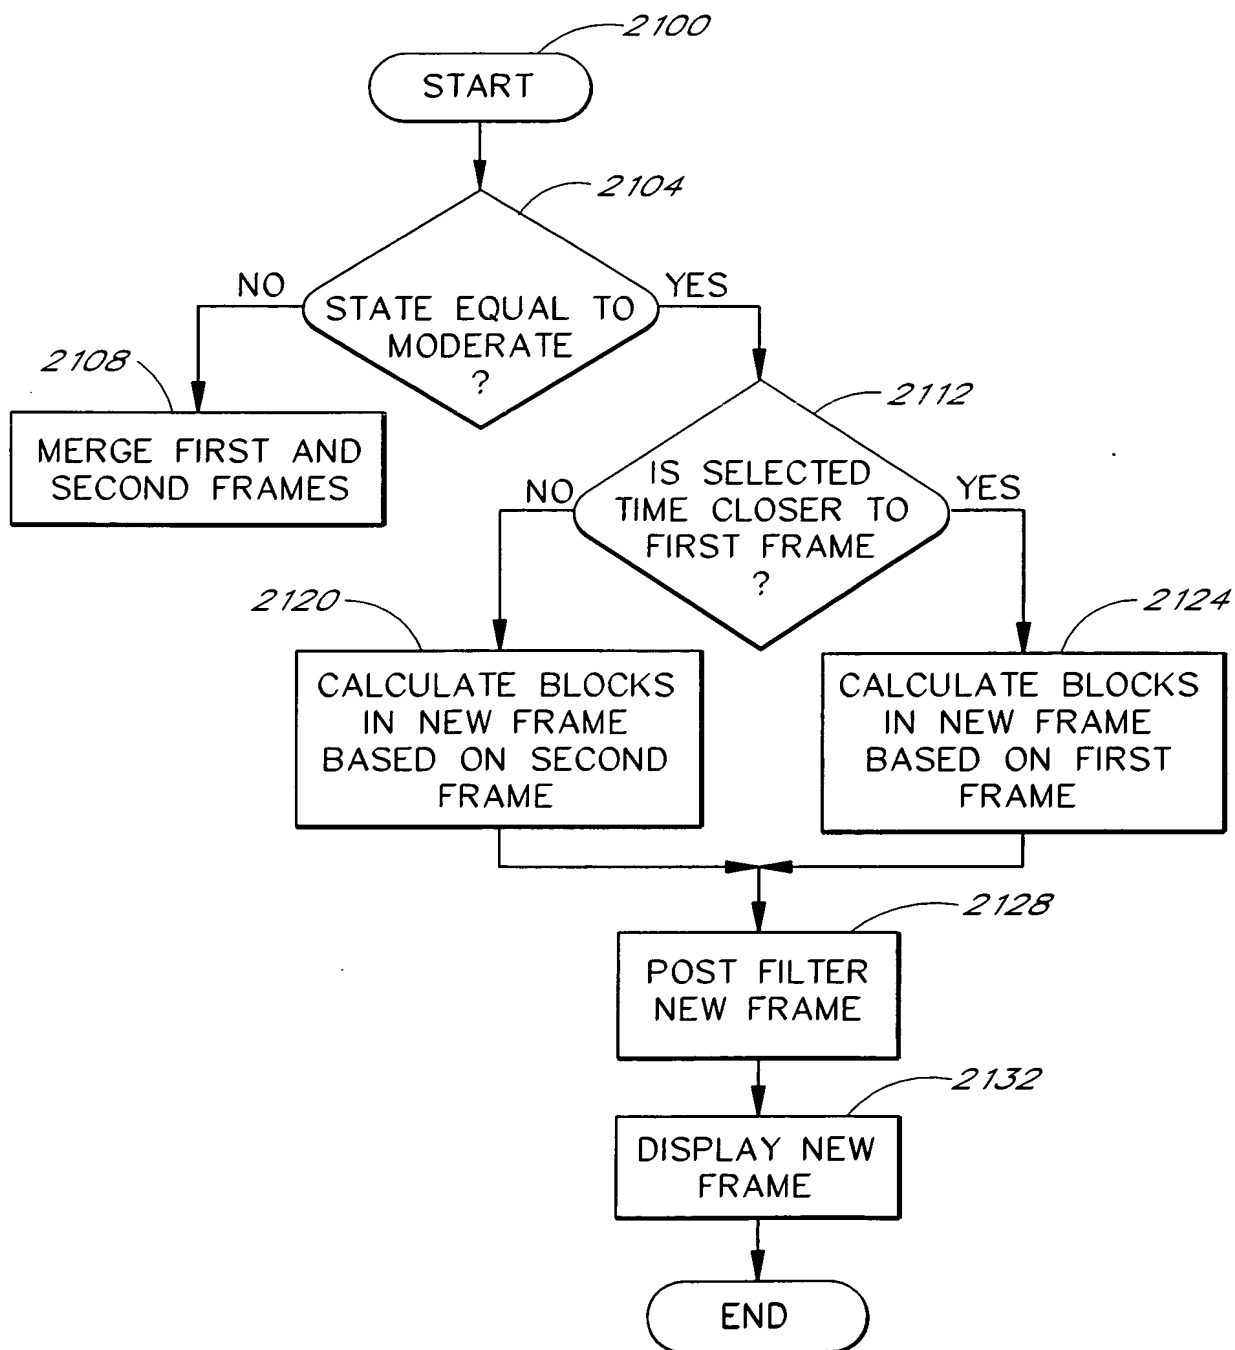 2100
START
2104
NO
YES
STATE EQUAL TO
MODERATE
?
2108
MERGE FIRST AND
SECOND FRAMES
2112
IS SELECTED
TIME CLOSER TO
FIRST FRAME
?
NO
YES
2120
CALCULATE BLOCKS
IN NEW FRAME
BASED ON SECOND
FRAME
2124
CALCULATE BLOCKS
IN NEW FRAME
BASED ON FIRST
FRAME
2128
POST FILTER
NEW FRAME
2132
DISPLAY NEW
FRAME
END